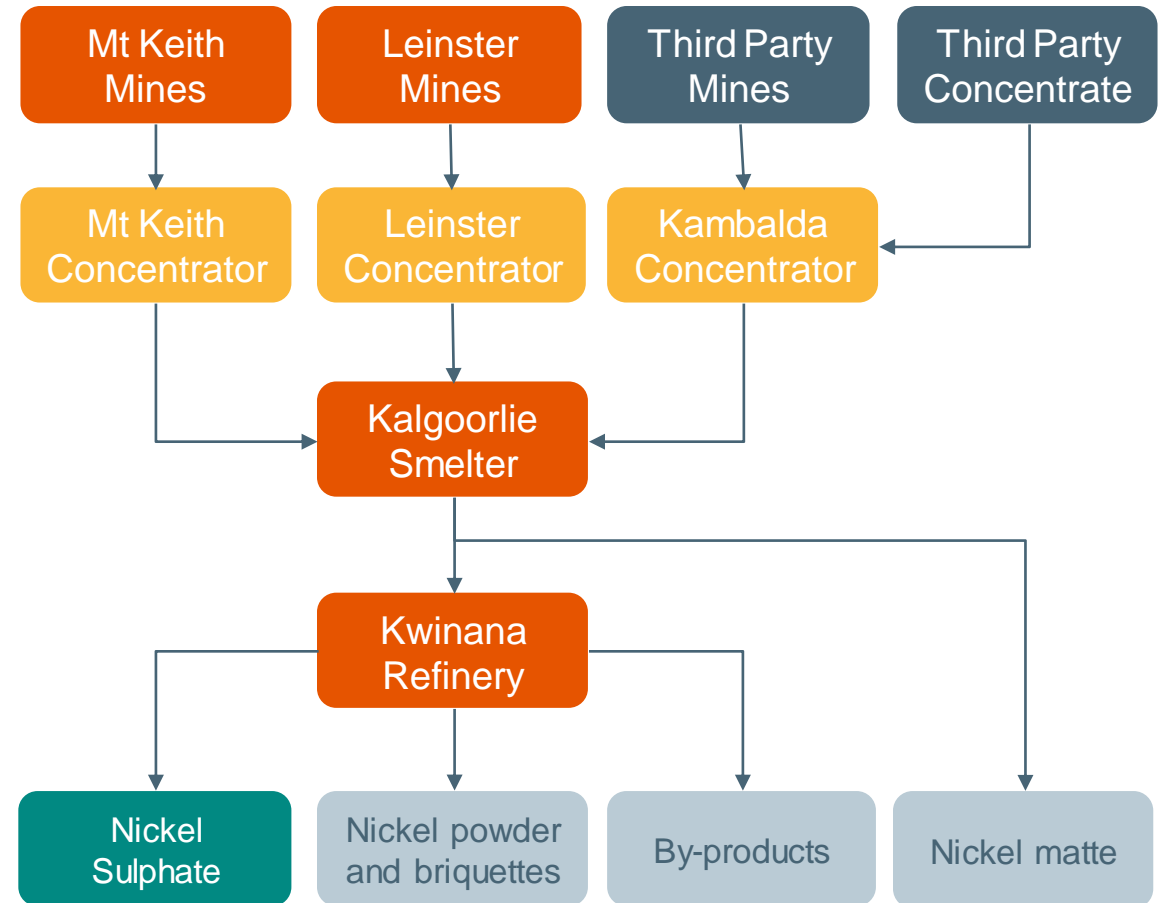 Mt Keith
Mines
Leinster
Mines
Third Party
Mines
Third Party
Concentrate
Mt Keith
Concentrator
Leinster
Concentrator
Kambalda
Concentrator
Kalgoorlie
Smelter
Kwinana
Refinery
Nickel
Sulphate
Nickel powder
and briquettes
By-products
Nickel matte